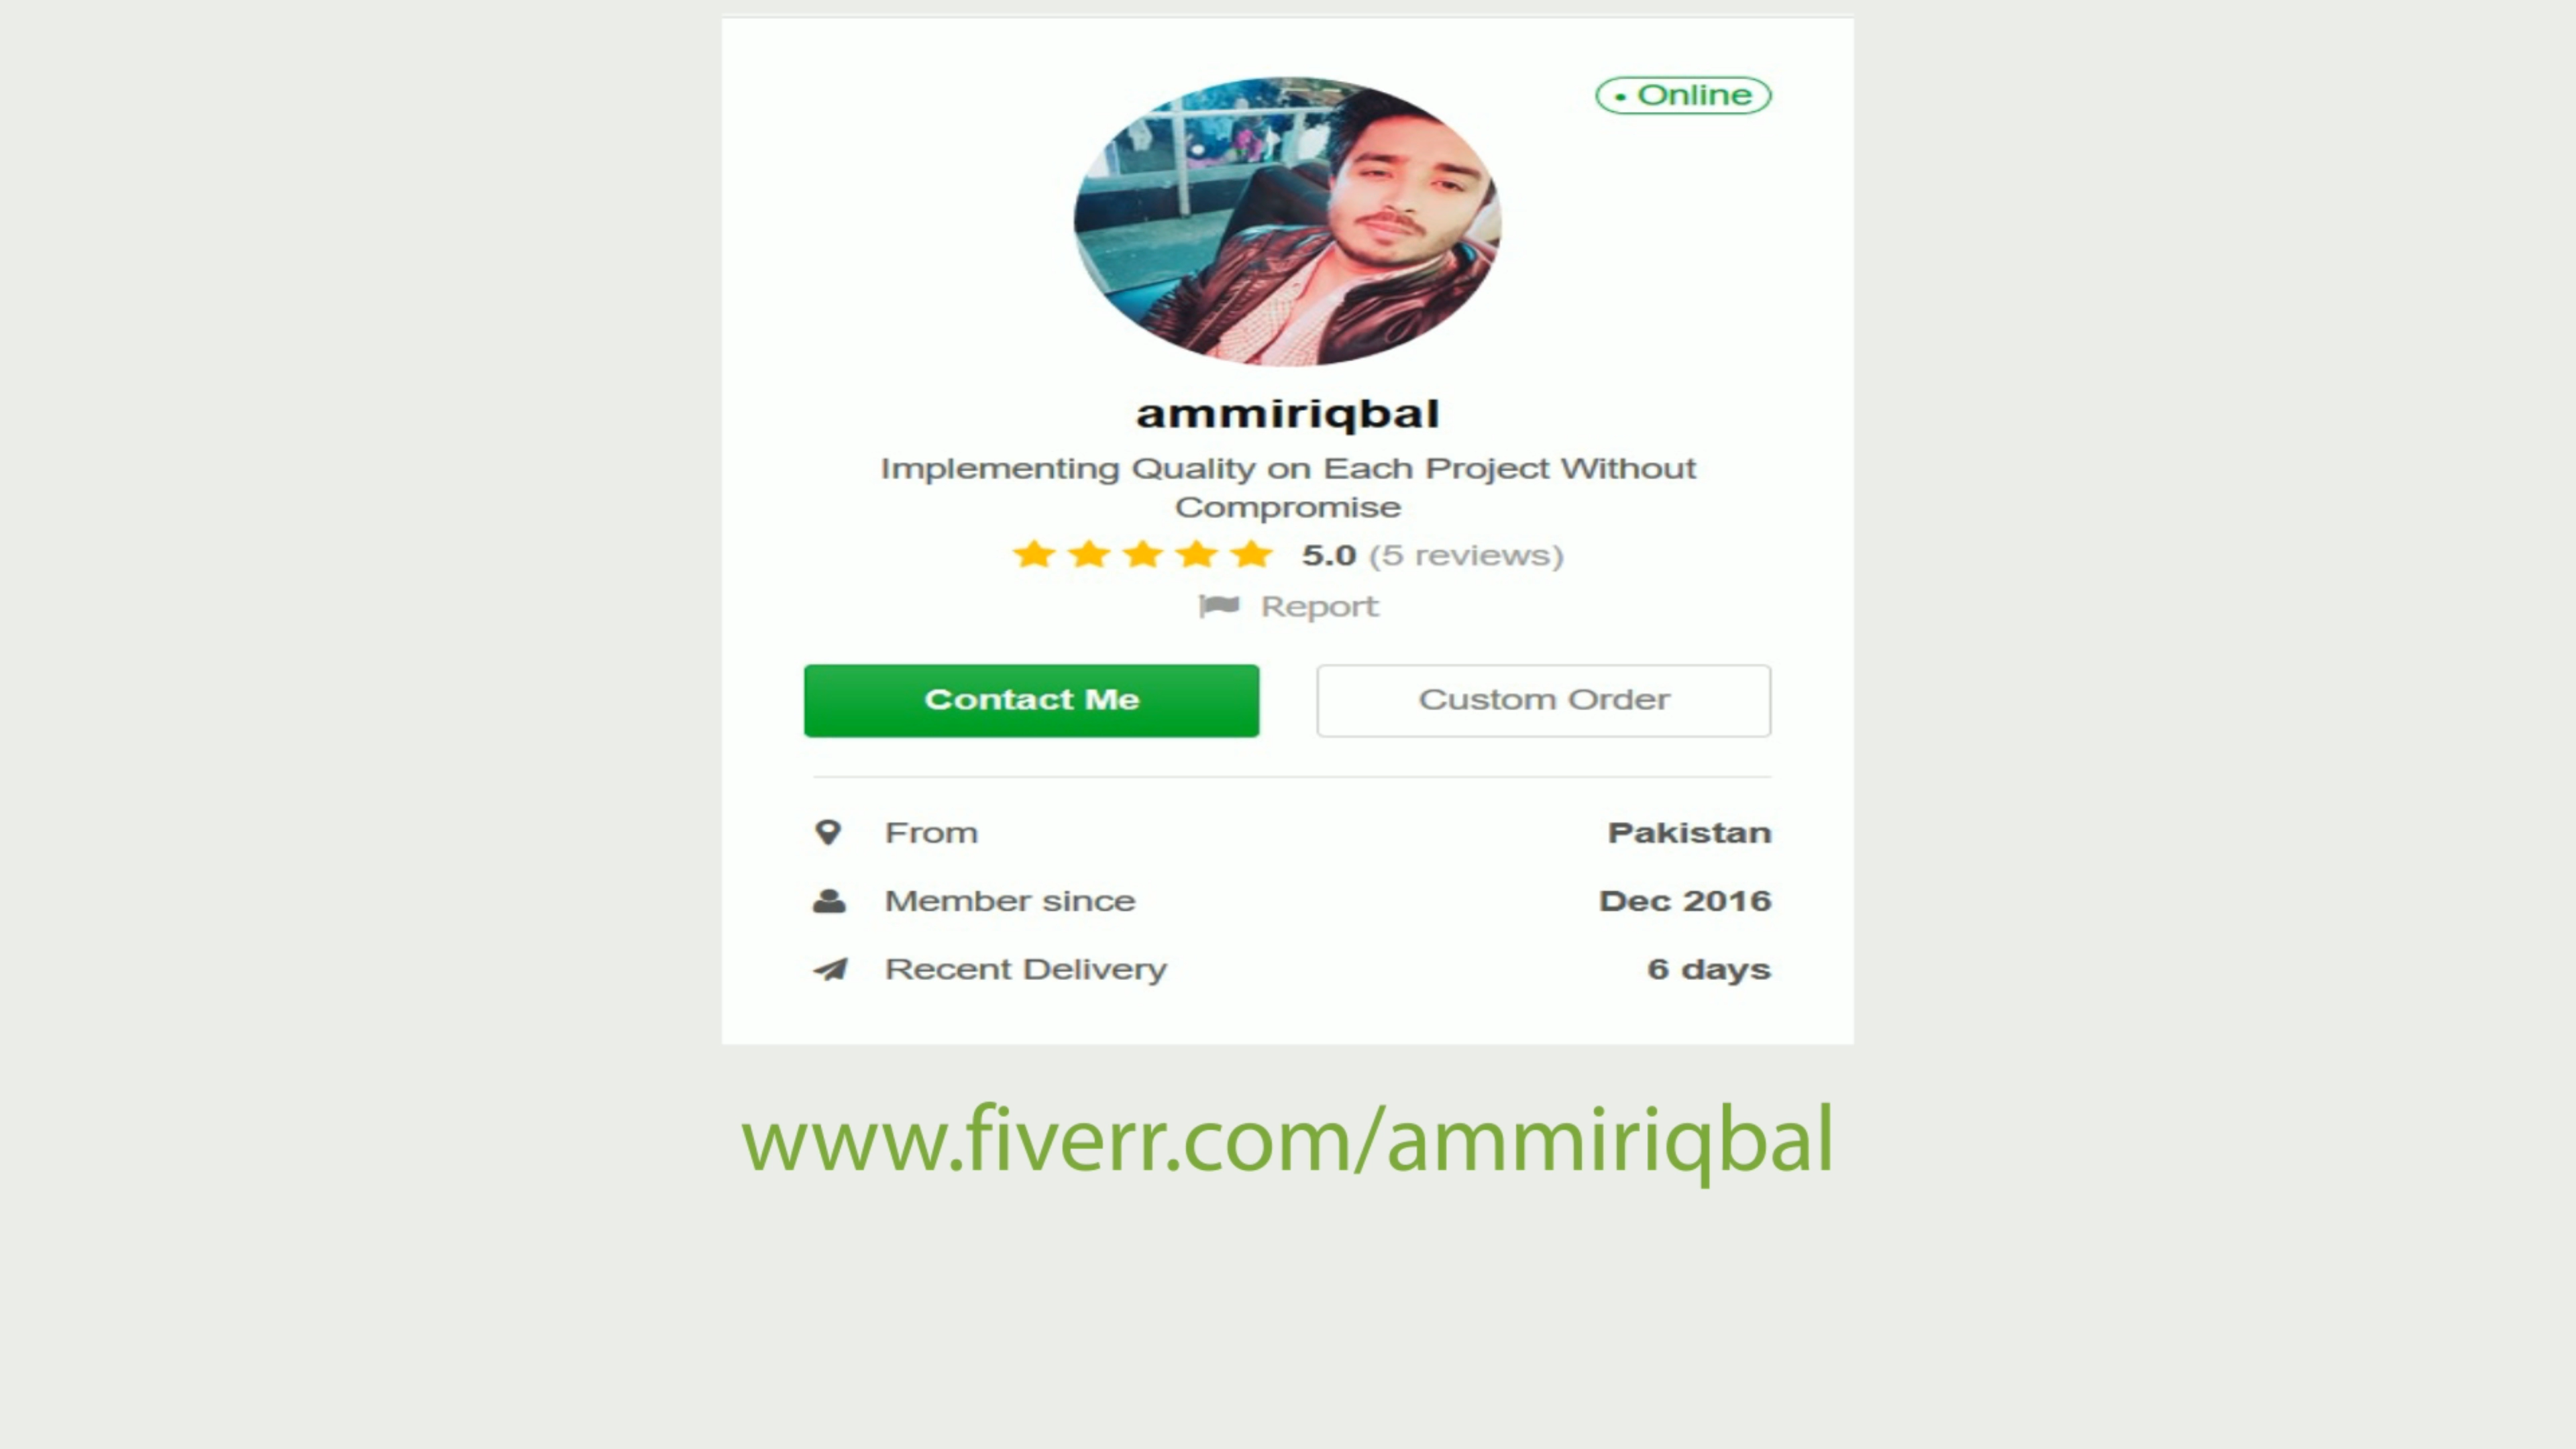 • Online
ammiriqbal
Implementing Quality on Each Project Without
Compromise
5.0 (5 reviews)
Report
Contact Me
Custom Order
From Pakistan
Member since Dec 2016
Recent Delivery 6 days
www.fiverr.com/ammiriqbal